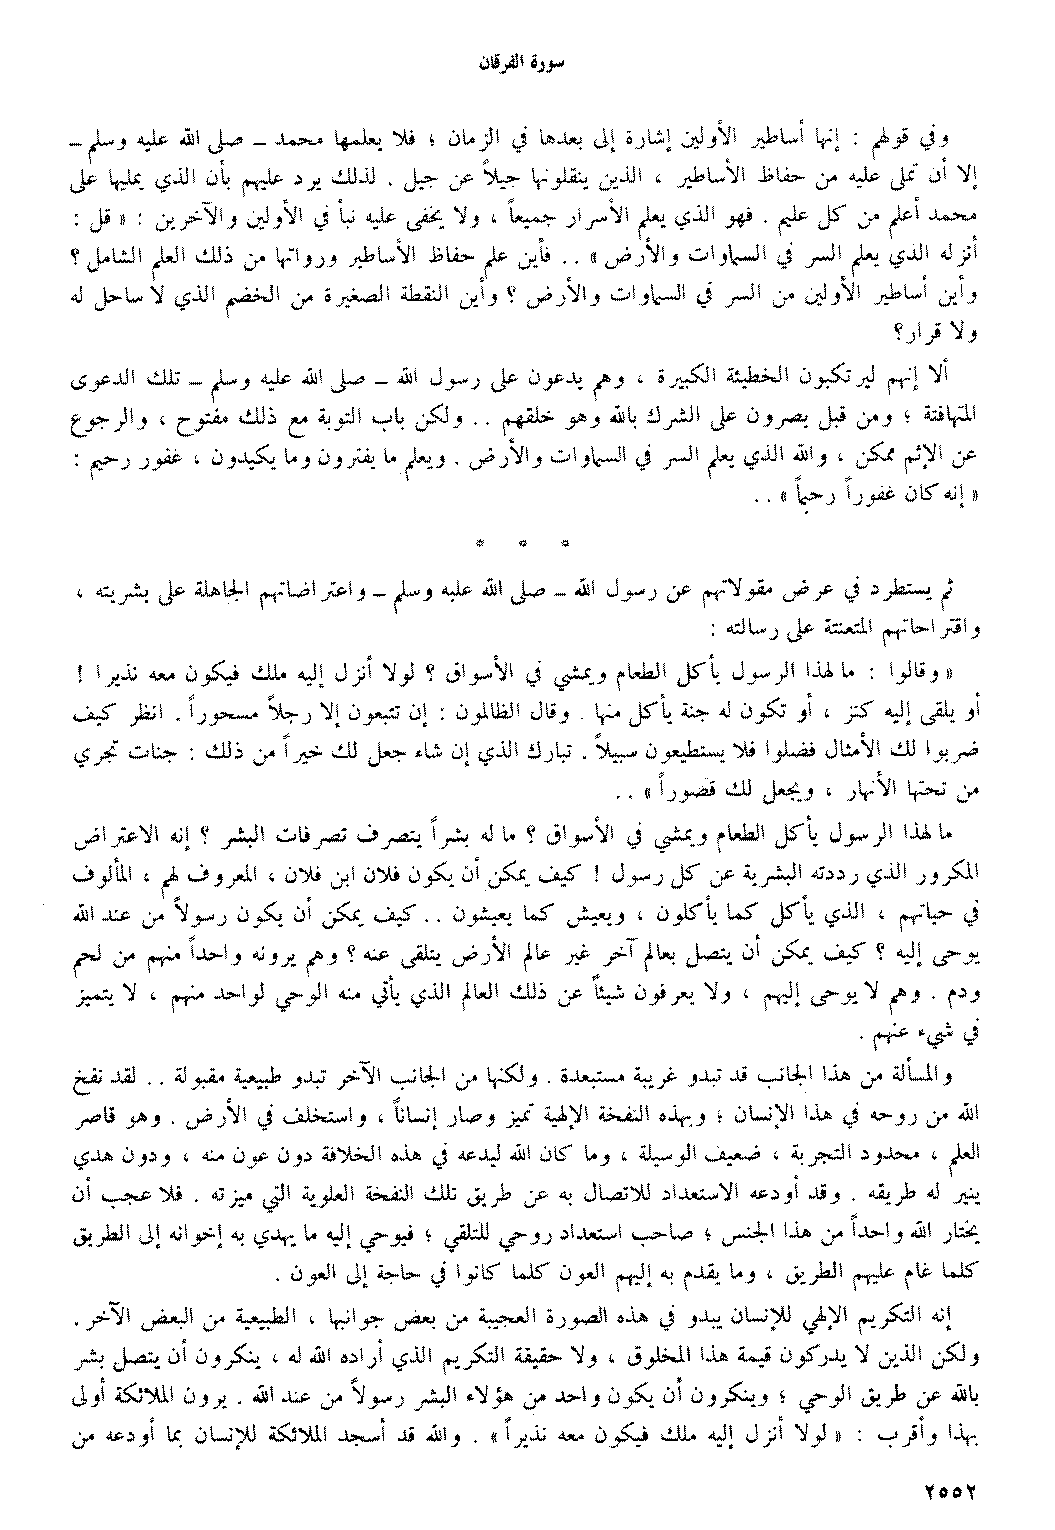 سورة الفرقان
وفي قولهم : إنها أساطير الأولين إشارة إلى بعدها في الزمان ؛ فلا يعلمها محمد – صلى الله عليه وسلم –
إلا أن تملى عليه من حفاظ الأساطير ، الذين ينقلونها جيلاً عن جيل . لذلك يرد عليهم بأن الذي يمليها على
محمد أعلم من كل عليم . فهو الذي يعلم الأسرار جميعاً ، ولا يخفى عليه نبأ في الأولين والآخرين : « قل :
أنزله الذي يعلم السر في السماوات والأرض » .. فأين علم حفاظ الأساطير ورواتها من ذلك العلم الشامل ؟
وأين أساطير الأولين من السر في السماوات والأرض ؟ وأين النقطة الصغيرة من الخضم الذي لا ساحل له
ولا قرار؟
ألا إنهم ليرتكبون الخطيئة الكبيرة ، وهم يدعون على رسول الله – صلى الله عليه وسلم – تلك الدعوى
المتهافتة ؛ ومن قبل يصرون على الشرك بالله وهو خلقهم .. ولكن باب التوبة مع ذلك مفتوح ، والرجوع
عن الإثم ممكن ، والله الذي يعلم السر في السماوات والأرض . ويعلم ما يفترون وما يكيدون ، غفور رحيم :
« إنه كان غفوراً رحيماً » ..
* * *
ثم يستطرد في عرض مقولاتهم عن رسول الله – صلى الله عليه وسلم – واعتراضاتهم الجاهلة على بشريته ،
واقتراحاتهم المتعنتة على رسالته :
« وقالوا : ما لهذا الرسول يأكل الطعام ويمشي في الأسواق ؟ لولا أنزل إليه ملك فيكون معه نذيرا !
أو يلقى إليه كنز ، أو تكون له جنة يأكل منها . وقال الظالمون : إن تتبعون إلا رجلاً مسحوراً . انظر كيف
ضربوا لك الأمثال فضلوا فلا يستطيعون سبيلاً . تبارك الذي إن شاء جعل لك خيراً من ذلك : جنات تجري
من تحتها الأنهار ، ويجعل لك قصوراً » ..
ما لهذا الرسول يأكل الطعام ويمشي في الأسواق ؟ ما له بشراً يتصرف تصرفات البشر ؟ إنه الاعتراض
المكرور الذي رددته البشرية عن كل رسول ! كيف يمكن أن يكون فلان ابن فلان ، المعروف لهم ، المألوف
في حياتهم ، الذي يأكل كما يأكلون ، ويعيش كما يعيشون .. كيف يمكن أن يكون رسولاً من عند الله
يوحى إليه ؟ كيف يمكن أن يتصل بعالم آخر غير عالم الأرض يتلقى عنه ؟ وهم يرونه واحداً منهم من لحم
ودم . وهم لا يوحى إليهم ، ولا يعرفون شيئاً عن ذلك العالم الذي يأتي منه الوحي لواحد منهم ، لا يتميز
في شيء عنهم .
والمسألة من هذا الجانب قد تبدو غريبة مستبعدة . ولكنها من الجانب الآخر تبدو طبيعية مقبولة .. لقد نفخ
الله من روحه في هذا الإنسان ؛ وبهذه النفخة الإلهية تميز وصار إنساناً ، واستخلف في الأرض . وهو قاصر
العلم ، محدود التجربة ، ضعيف الوسيلة ، وما كان الله ليدعه في هذه الخلافة دون عون منه ، ودون هدي
ينير له طريقه . وقد أودعه الاستعداد للاتصال به عن طريق تلك النفخة العلوية التي ميزته . فلا عجب أن
يختار الله واحداً من هذا الجنس ؛ صاحب استعداد روحي للتلقي ؛ فيوحي إليه ما يهدي به إخوانه إلى الطريق
كلما غام عليهم الطريق ، وما يقدم به إليهم العون كلما كانوا في حاجة إلى العون .
إنه التكريم الإلهي للإنسان يبدو في هذه الصورة العجيبة من بعض جوانبها ، الطبيعية من البعض الآخر .
ولكن الذين لا يدركون قيمة هذا المخلوق ، ولا حقيقة التكريم الذي أراده الله له ، ينكرون أن يتصل بشر
بالله عن طريق الوحي ؛ وينكرون أن يكون واحد من هؤلاء البشر رسولاً من عند الله . يرون الملائكة أولى
بهذا وأقرب : « لولا أنزل إليه ملك فيكون معه نذيراً » . والله قد أسجد الملائكة للإنسان بما أودعه من
٢٥٥٢